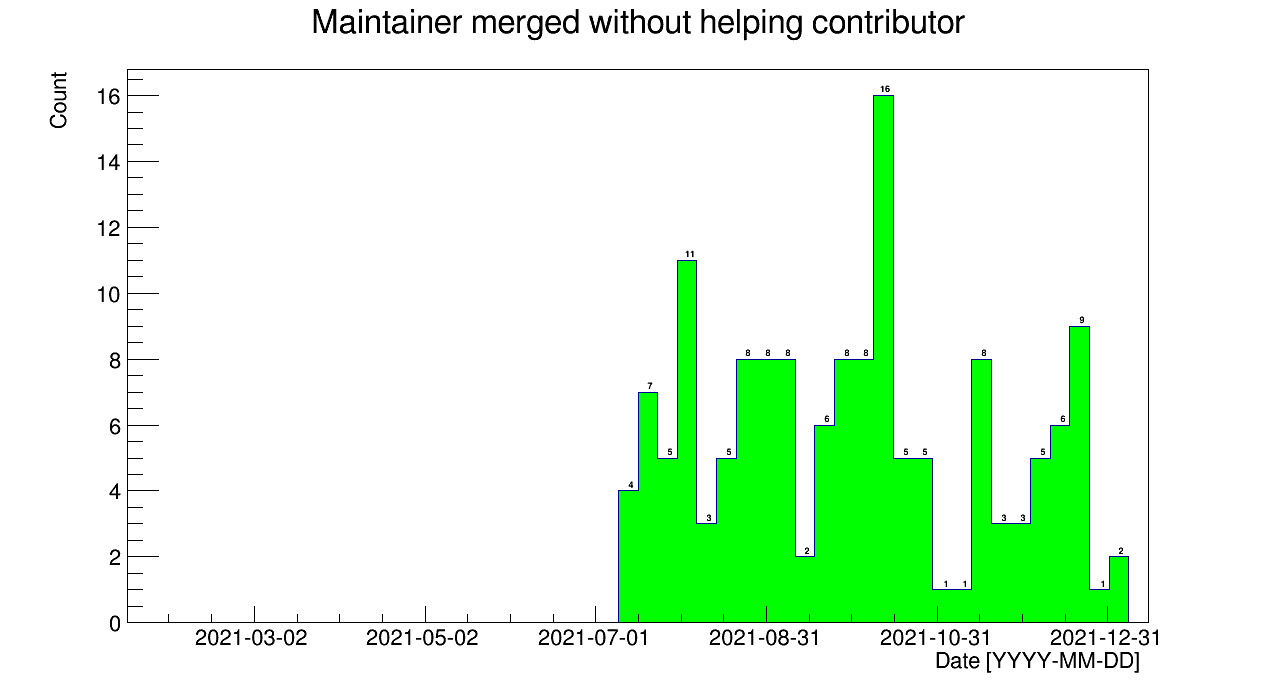 Maintainer merged without helping contributor
Count
16
14
12
10
8
6
4
2
0
4 7 5 11 3 5 8 8 8 2 6 8 8 16 5 5 1 1 8 3 3 5 6 9 1 2
2021-03-02 2021-05-02 2021-07-01 2021-08-31 2021-10-31 2021-12-31
Date [YYYY-MM-DD]